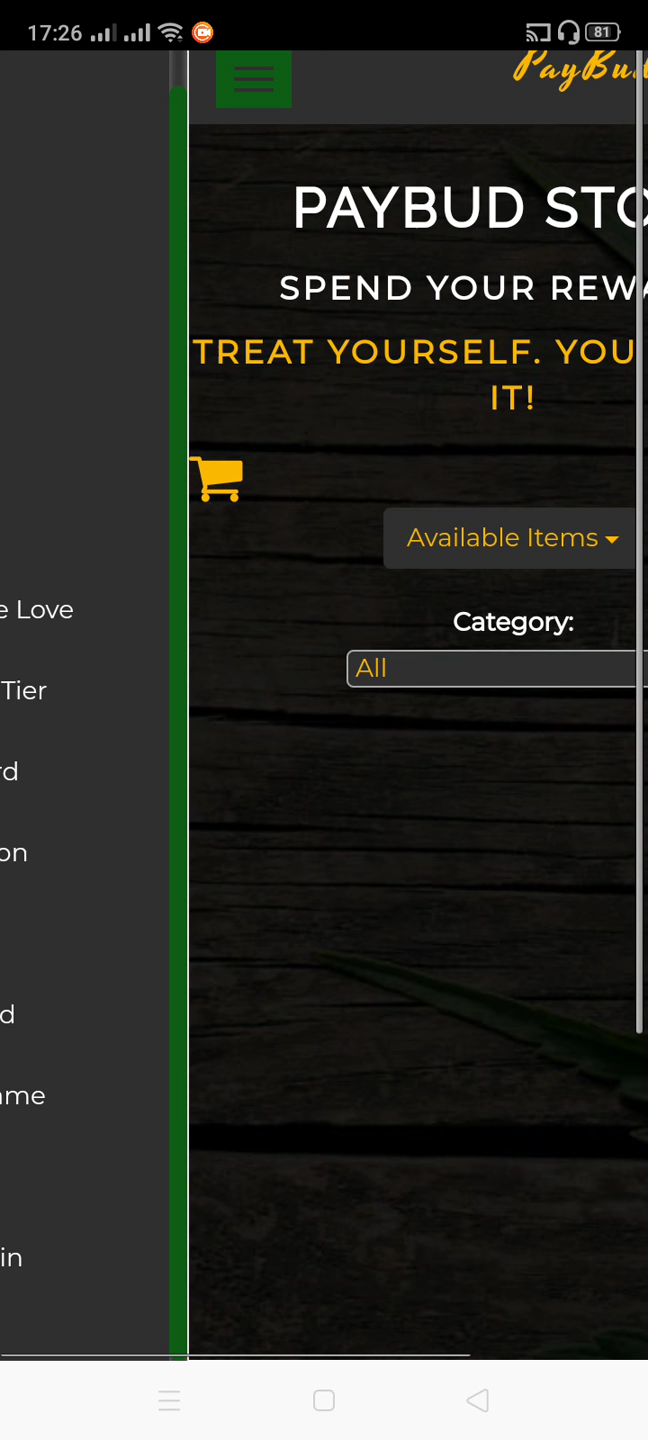 17:26
81
PayBu
PAYBUD STO
SPEND YOUR REWA
TREAT YOURSELF. YOU
IT!
Available Items
e Love
Category:
All
Tier
rd
on
d
ame
in